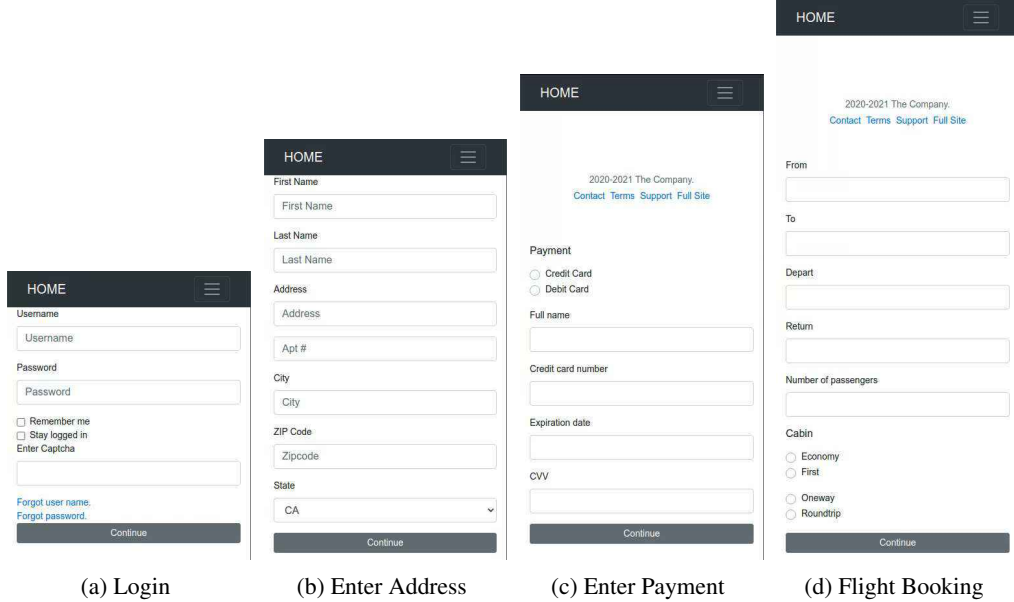 HOME
Username
Username
Password
Password
Remember me
Stay logged in
Enter Captcha
Forgot user name.
Forgot password.
Continue
(a) Login
HOME
First Name
First Name
Last Name
Last Name
Address
Address
Apt #
City
City
ZIP Code
Zipcode
State
CA
Continue
(b) Enter Address
HOME
2020-2021 The Company.
Contact Terms Support Full Site
Payment
Credit Card
Debit Card
Full name
Credit card number
Expiration date
CVV
Continue
(c) Enter Payment
HOME
2020-2021 The Company.
Contact Terms Support Full Site
From
To
Depart
Return
Number of passengers
Cabin
Economy
First
Oneway
Roundtrip
Continue
(d) Flight Booking